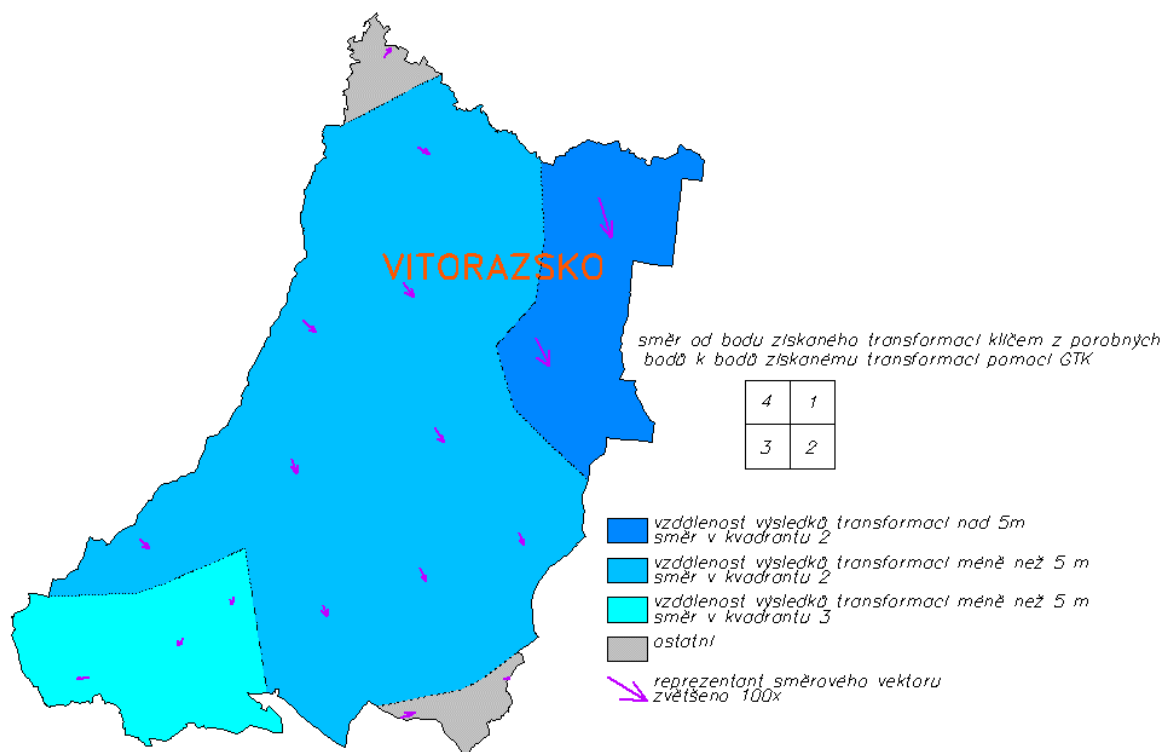 VITORAZSKO
směr od bodu získaného transformací klíčem z porobných
bodů k bodů získanému transformací pomocí GTK
4 1
3 2
vzdálenost výsledků transformací nad 5m
směr v kvadrantu 2
vzdálenost výsledků transformací méně než 5 m
směr v kvadrantu 2
vzdálenost výsledků transformací méně než 5 m
směr v kvadrantu 3
ostatní
reprezentant směrového vektoru
zvětšeno 100x